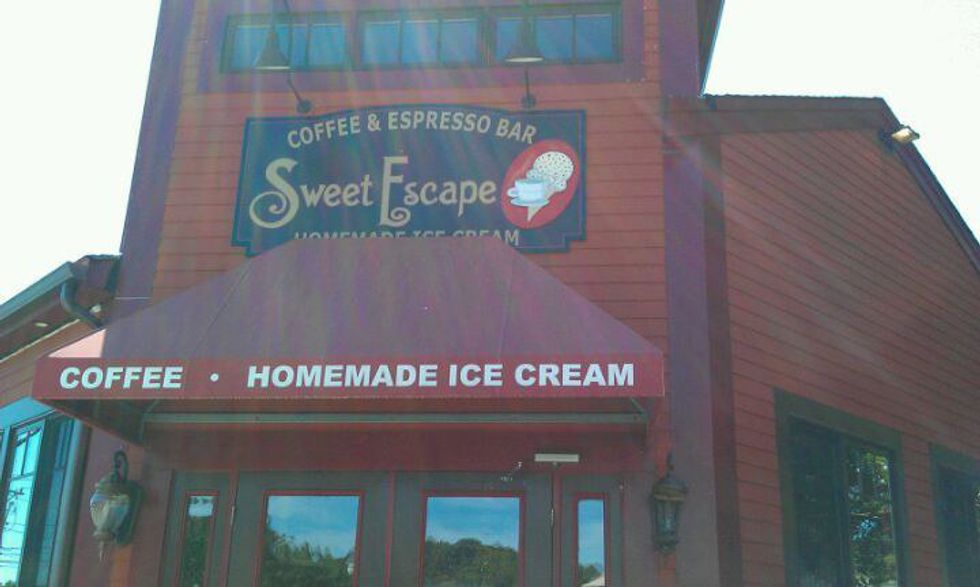 COFFEE & ESPRESSO BAR
Sweet Escape
HOMEMADE ICE CREAM
COFFEE • HOMEMADE ICE CREAM